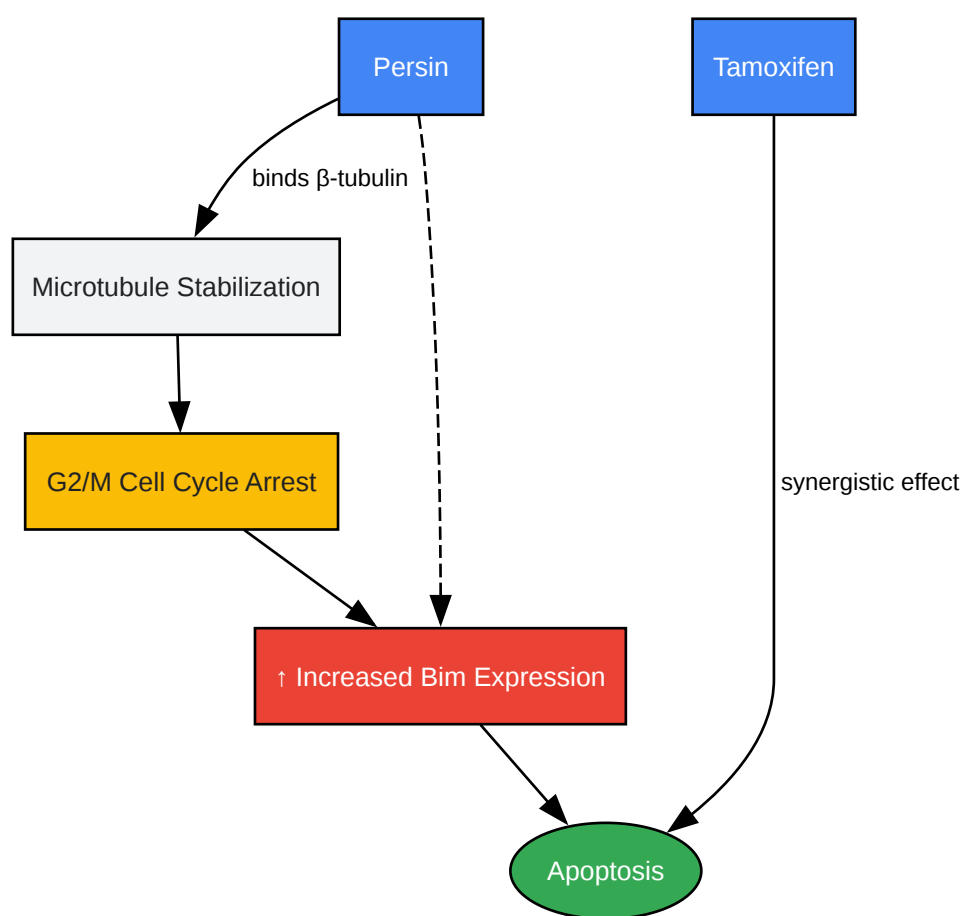 Persin
Tamoxifen
binds β-tubulin
Microtubule Stabilization
G2/M Cell Cycle Arrest
synergistic effect
↑ Increased Bim Expression
Apoptosis